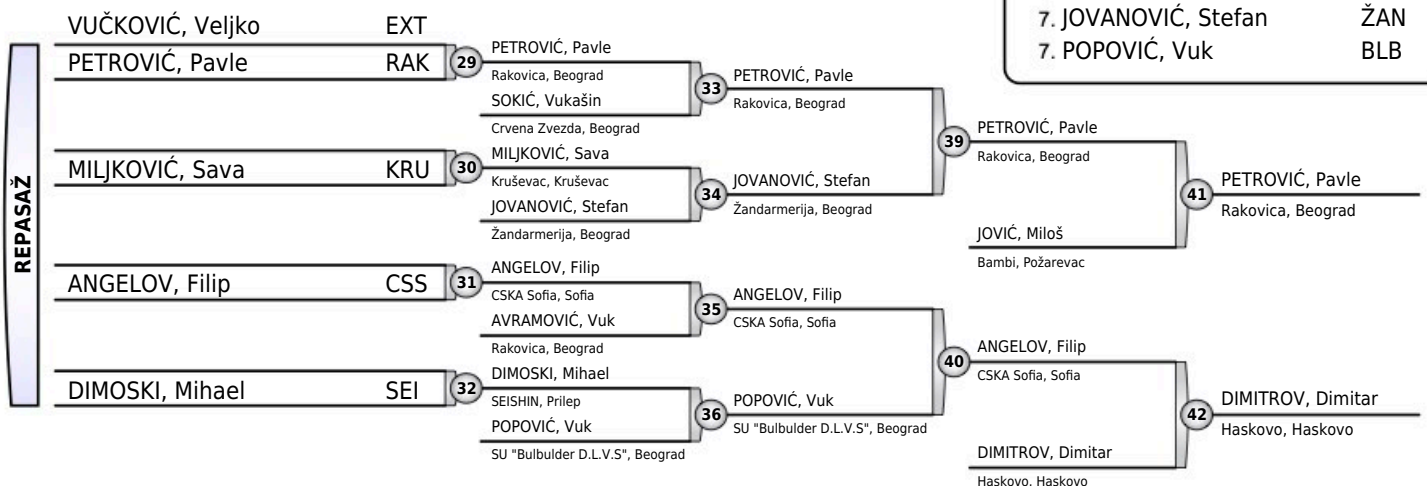 7. JOVANOVIĆ, Stefan ŽAN
7. POPOVIĆ, Vuk BLB
REPASAŽ
VUČKOVIĆ, Veljko EXT
PETROVIĆ, Pavle RAK
MILJKOVIĆ, Sava KRU
ANGELOV, Filip CSS
DIMOSKI, Mihael SEI
29
30
31
32
PETROVIĆ, Pavle
Rakovica, Beograd
SOKIĆ, Vukašin
Crvena Zvezda, Beograd
MILJKOVIĆ, Sava
Kruševac, Kruševac
JOVANOVIĆ, Stefan
Žandarmerija, Beograd
ANGELOV, Filip
CSKA Sofia, Sofia
AVRAMOVIĆ, Vuk
Rakovica, Beograd
DIMOSKI, Mihael
SEISHIN, Prilep
POPOVIĆ, Vuk
SU "Bulbulder D.L.V.S", Beograd
33
34
35
36
PETROVIĆ, Pavle
Rakovica, Beograd
JOVANOVIĆ, Stefan
Žandarmerija, Beograd
ANGELOV, Filip
CSKA Sofia, Sofia
POPOVIĆ, Vuk
SU "Bulbulder D.L.V.S", Beograd
39
40
PETROVIĆ, Pavle
Rakovica, Beograd
JOVIĆ, Miloš
Bambi, Požarevac
ANGELOV, Filip
CSKA Sofia, Sofia
DIMITROV, Dimitar
Haskovo, Haskovo
41
42
PETROVIĆ, Pavle
Rakovica, Beograd
DIMITROV, Dimitar
Haskovo, Haskovo